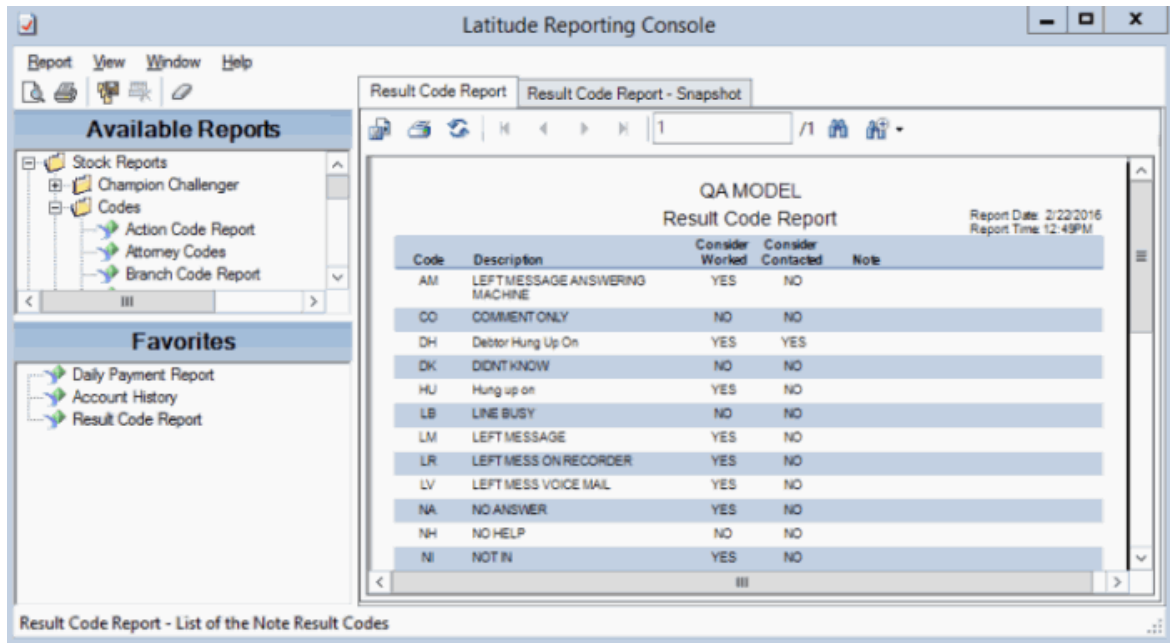 Latitude Reporting Console
Report View Window Help
Available Reports
Stock Reports
Champion Challenger
Codes
Action Code Report
Attorney Codes
Branch Code Report
Favorites
Daily Payment Report
Account History
Result Code Report
Result Code Report Result Code Report - Snapshot
1 /1
QA MODEL
Result Code Report
Report Date: 2/22/2016
Report Time: 12:49PM
Code Description Consider Worked Consider Contacted Note
AM LEFT MESSAGE ANSWERING MACHINE YES NO
CO COMMENT ONLY NO NO
DH Debtor Hung Up On YES YES
DK DIDNT KNOW NO NO
HU Hung up on YES NO
LB LINE BUSY NO NO
LM LEFT MESSAGE YES NO
LR LEFT MESS ON RECORDER YES NO
LV LEFT MESS VOICE MAIL YES NO
NA NO ANSWER YES NO
NH NO HELP NO NO
NI NOT IN YES NO
Result Code Report - List of the Note Result Codes